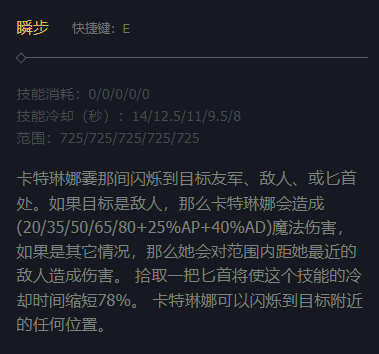 瞬步 快捷键：E
技能消耗：0/0/0/0/0
技能冷却（秒）：14/12.5/11/9.5/8
范围：725/725/725/725/725
卡特琳娜霎那间闪烁到目标友军、敌人、或匕首
处。如果目标是敌人，那么卡特琳娜会造成
(20/35/50/65/80+25%AP+40%AD)魔法伤害，
如果是其它情况，那么她会对范围内距她最近的
敌人造成伤害。 拾取一把匕首将使这个技能的冷
却时间缩短78%。 卡特琳娜可以闪烁到目标附近
的任何位置。